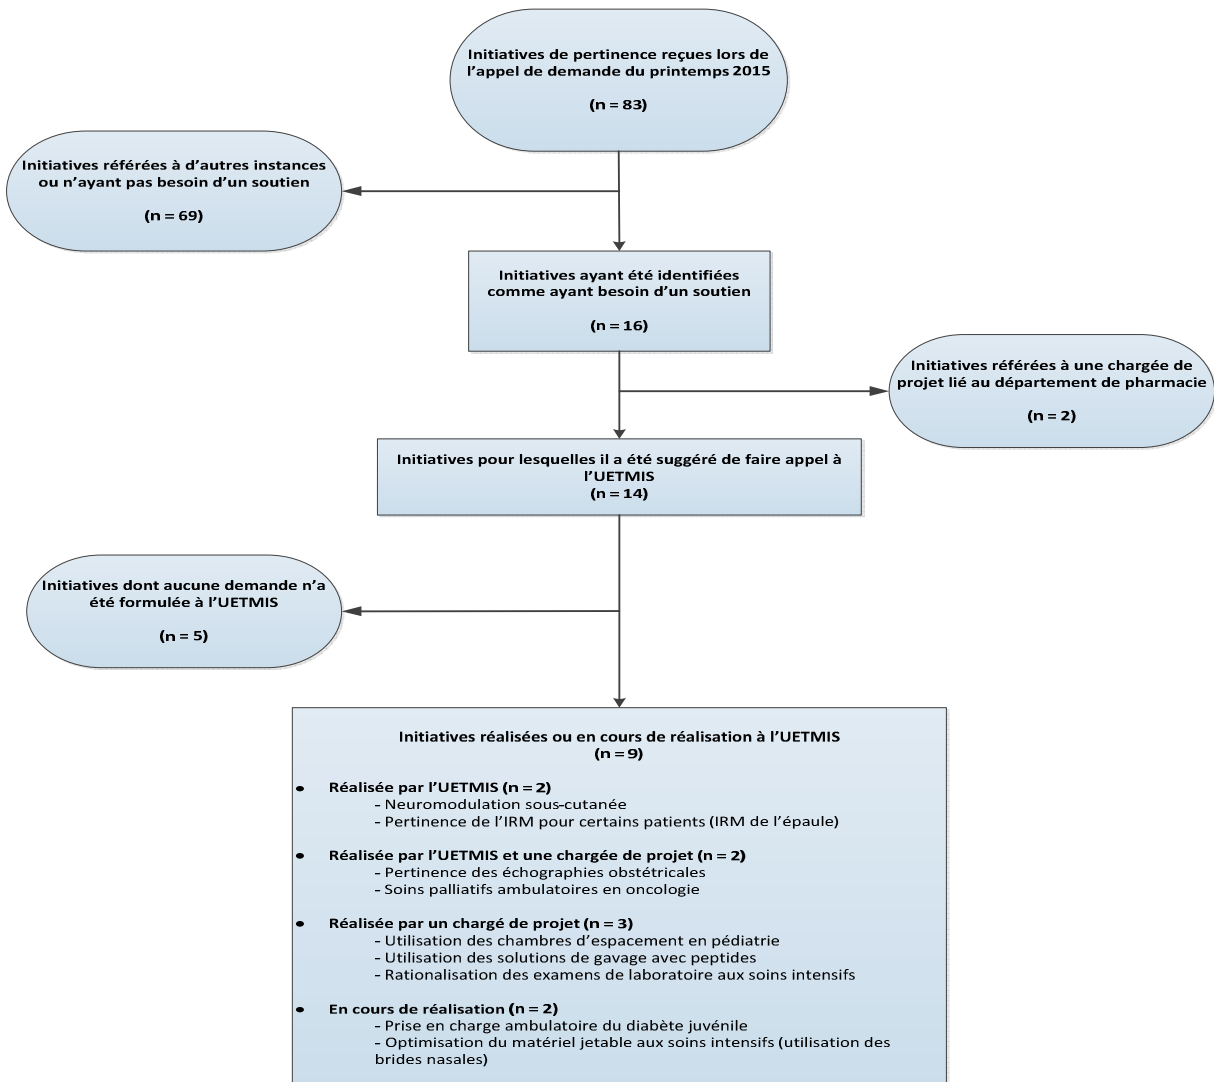 Initiatives de pertinence reçues lors de
l'appel de demande du printemps 2015
(n = 83)
Initiatives référées à d'autres instances
ou n'ayant pas besoin d'un soutien
(n = 69)
Initiatives ayant été identifiées
comme ayant besoin d'un soutien
(n = 16)
Initiatives référées à une chargée de
projet lié au département de pharmacie
(n = 2)
Initiatives pour lesquelles il a été suggéré de faire appel à
l'UETMIS
(n = 14)
Initiatives dont aucune demande n'a
été formulée à l'UETMIS
(n = 5)
Initiatives réalisées ou en cours de réalisation à l'UETMIS
(n = 9)
• Réalisée par l'UETMIS (n = 2)
- Neuromodulation sous-cutanée
- Pertinence de l'IRM pour certains patients (IRM de l'épaule)
• Réalisée par l'UETMIS et une chargée de projet (n = 2)
- Pertinence des échographies obstétricales
- Soins palliatifs ambulatoires en oncologie
• Réalisée par un chargé de projet (n = 3)
- Utilisation des chambres d'espacement en pédiatrie
- Utilisation des solutions de gavage avec peptides
- Rationalisation des examens de laboratoire aux soins intensifs
• En cours de réalisation (n = 2)
- Prise en charge ambulatoire du diabète juvénile
- Optimisation du matériel jetable aux soins intensifs (utilisation des
brides nasales)